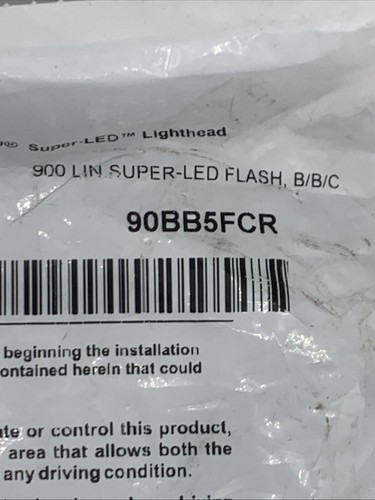 Super-LED™ Lighthead
900 LIN SUPER-LED FLASH, B/B/C
90BB5FCR
beginning the installation
ontained herein that could
te or control this product,
area that allows both the
any driving condition.